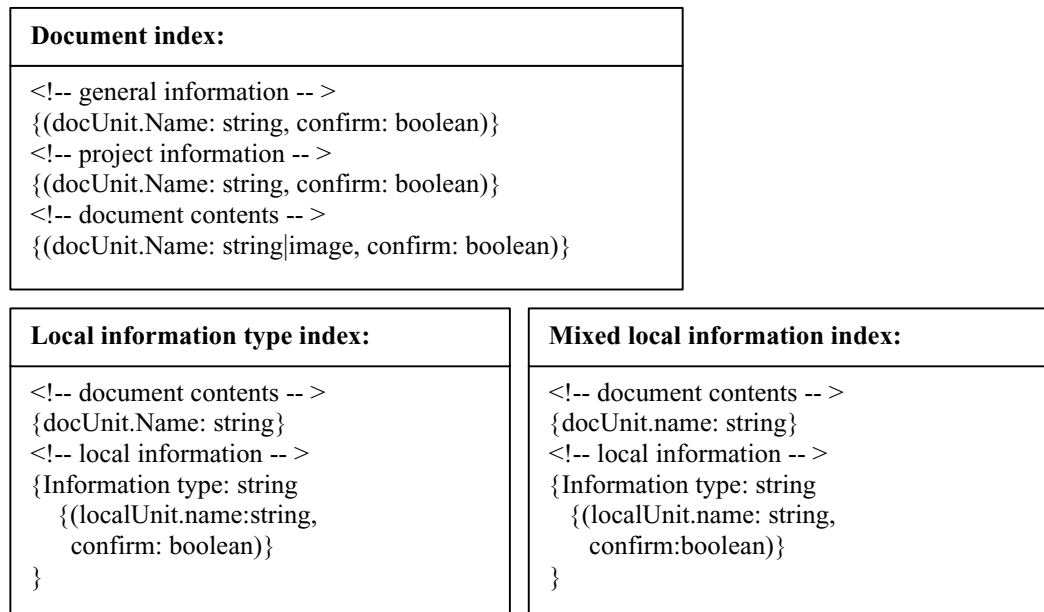 Document index:
<!-- general information -- >
{(docUnit.Name: string, confirm: boolean)}
<!-- project information -- >
{(docUnit.Name: string, confirm: boolean)}
<!-- document contents -- >
{(docUnit.Name: string|image, confirm: boolean)}
Local information type index:
<!-- document contents -- >
{docUnit.Name: string}
<!-- local information -- >
{Information type: string
{(localUnit.name:string,
confirm: boolean)}
}
Mixed local information index:
<!-- document contents -- >
{docUnit.name: string}
<!-- local information -- >
{Information type: string
{(localUnit.name: string,
confirm:boolean)}
}